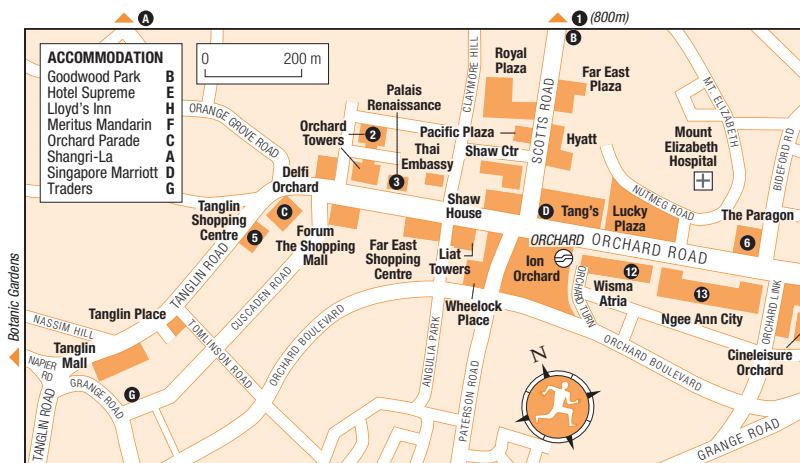 A
1 (800m)
B
ACCOMMODATION
Goodwood Park B
Hotel Supreme E
Lloyd's Inn H
Meritus Mandarin F
Orchard Parade C
Shangri-La A
Singapore Marriott D
Traders G
0 200 m
CLAYMORE HILL
Royal
Plaza
SCOTTS ROAD
Far East
Plaza
MT. ELIZABETH
BIDEFORD RD
ORANGE GROVE ROAD
Palais
Renaissance
Orchard
Towers
2
Pacific Plaza
Hyatt
Thai
Embassy
Shaw Ctr
Mount
Elizabeth
Hospital
Delfi
Orchard
3
NUTMEG ROAD
Tanglin
Shopping
Centre
C
5
Shaw
House
D
Tang's
Lucky
Plaza
The Paragon
6
Forum
The Shopping
Mall
Far East
Shopping
Centre
Liat
Towers
ORCHARD
ORCHARD ROAD
Ion
Orchard
12
Wisma
Atria
13
Ngee Ann City
ORCHARD TURN
ORCHARD LINK
TANGLIN ROAD
CUSCADEN ROAD
Botanic Gardens
NASSIM HILL
Tanglin Place
TOMLINSON ROAD
ORCHARD BOULEVARD
ANGULIA PARK
Wheelock
Place
ORCHARD BOULEVARD
Cineleisure
Orchard
NAPIER
RD
Tanglin
Mall
GRANGE ROAD
G
TANGLIN ROAD
PATERSON ROAD
N
GRANGE ROAD